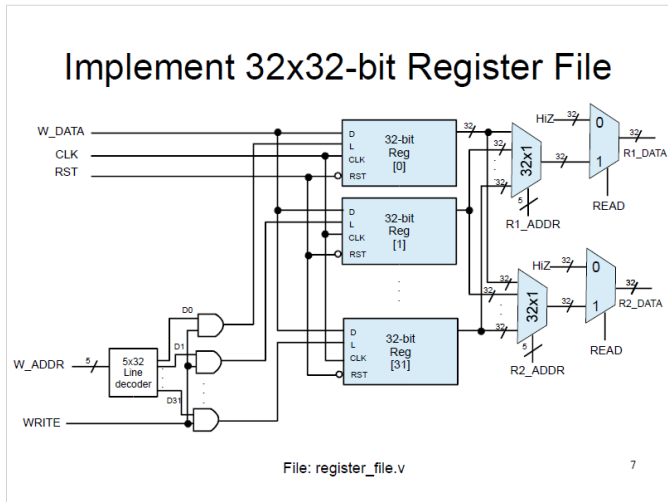 Implement 32x32-bit Register File
W_DATA
CLK
RST
D
L
CLK
RST
32-bit
Reg
[0]
32
32
32
32
32x1
5
R1_ADDR
HiZ
32
32
0
1
READ
32
R1_DATA
D
L
CLK
RST
32-bit
Reg
[1]
D
L
CLK
RST
32-bit
Reg
[31]
32
32
32
32x1
5
R2_ADDR
HiZ
32
32
0
1
READ
32
R2_DATA
W_ADDR
5
5x32
Line
decoder
D0
D1
D31
WRITE
File: register_file.v
7